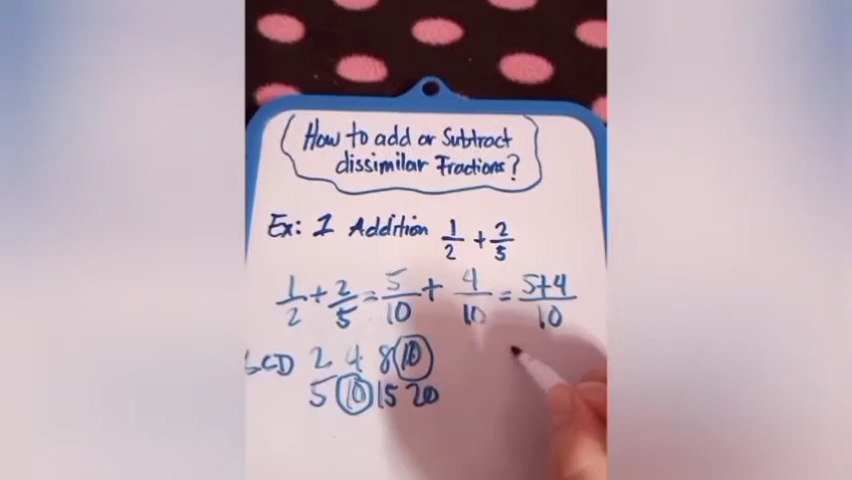 How to add or Subtract
dissimilar Fractions?
Ex: 1 Addition 1/2 + 2/5
1/2 + 2/5 = 5/10 + 4/10 = 5+4/10
LCD 2 4 8 10
5 10 15 20